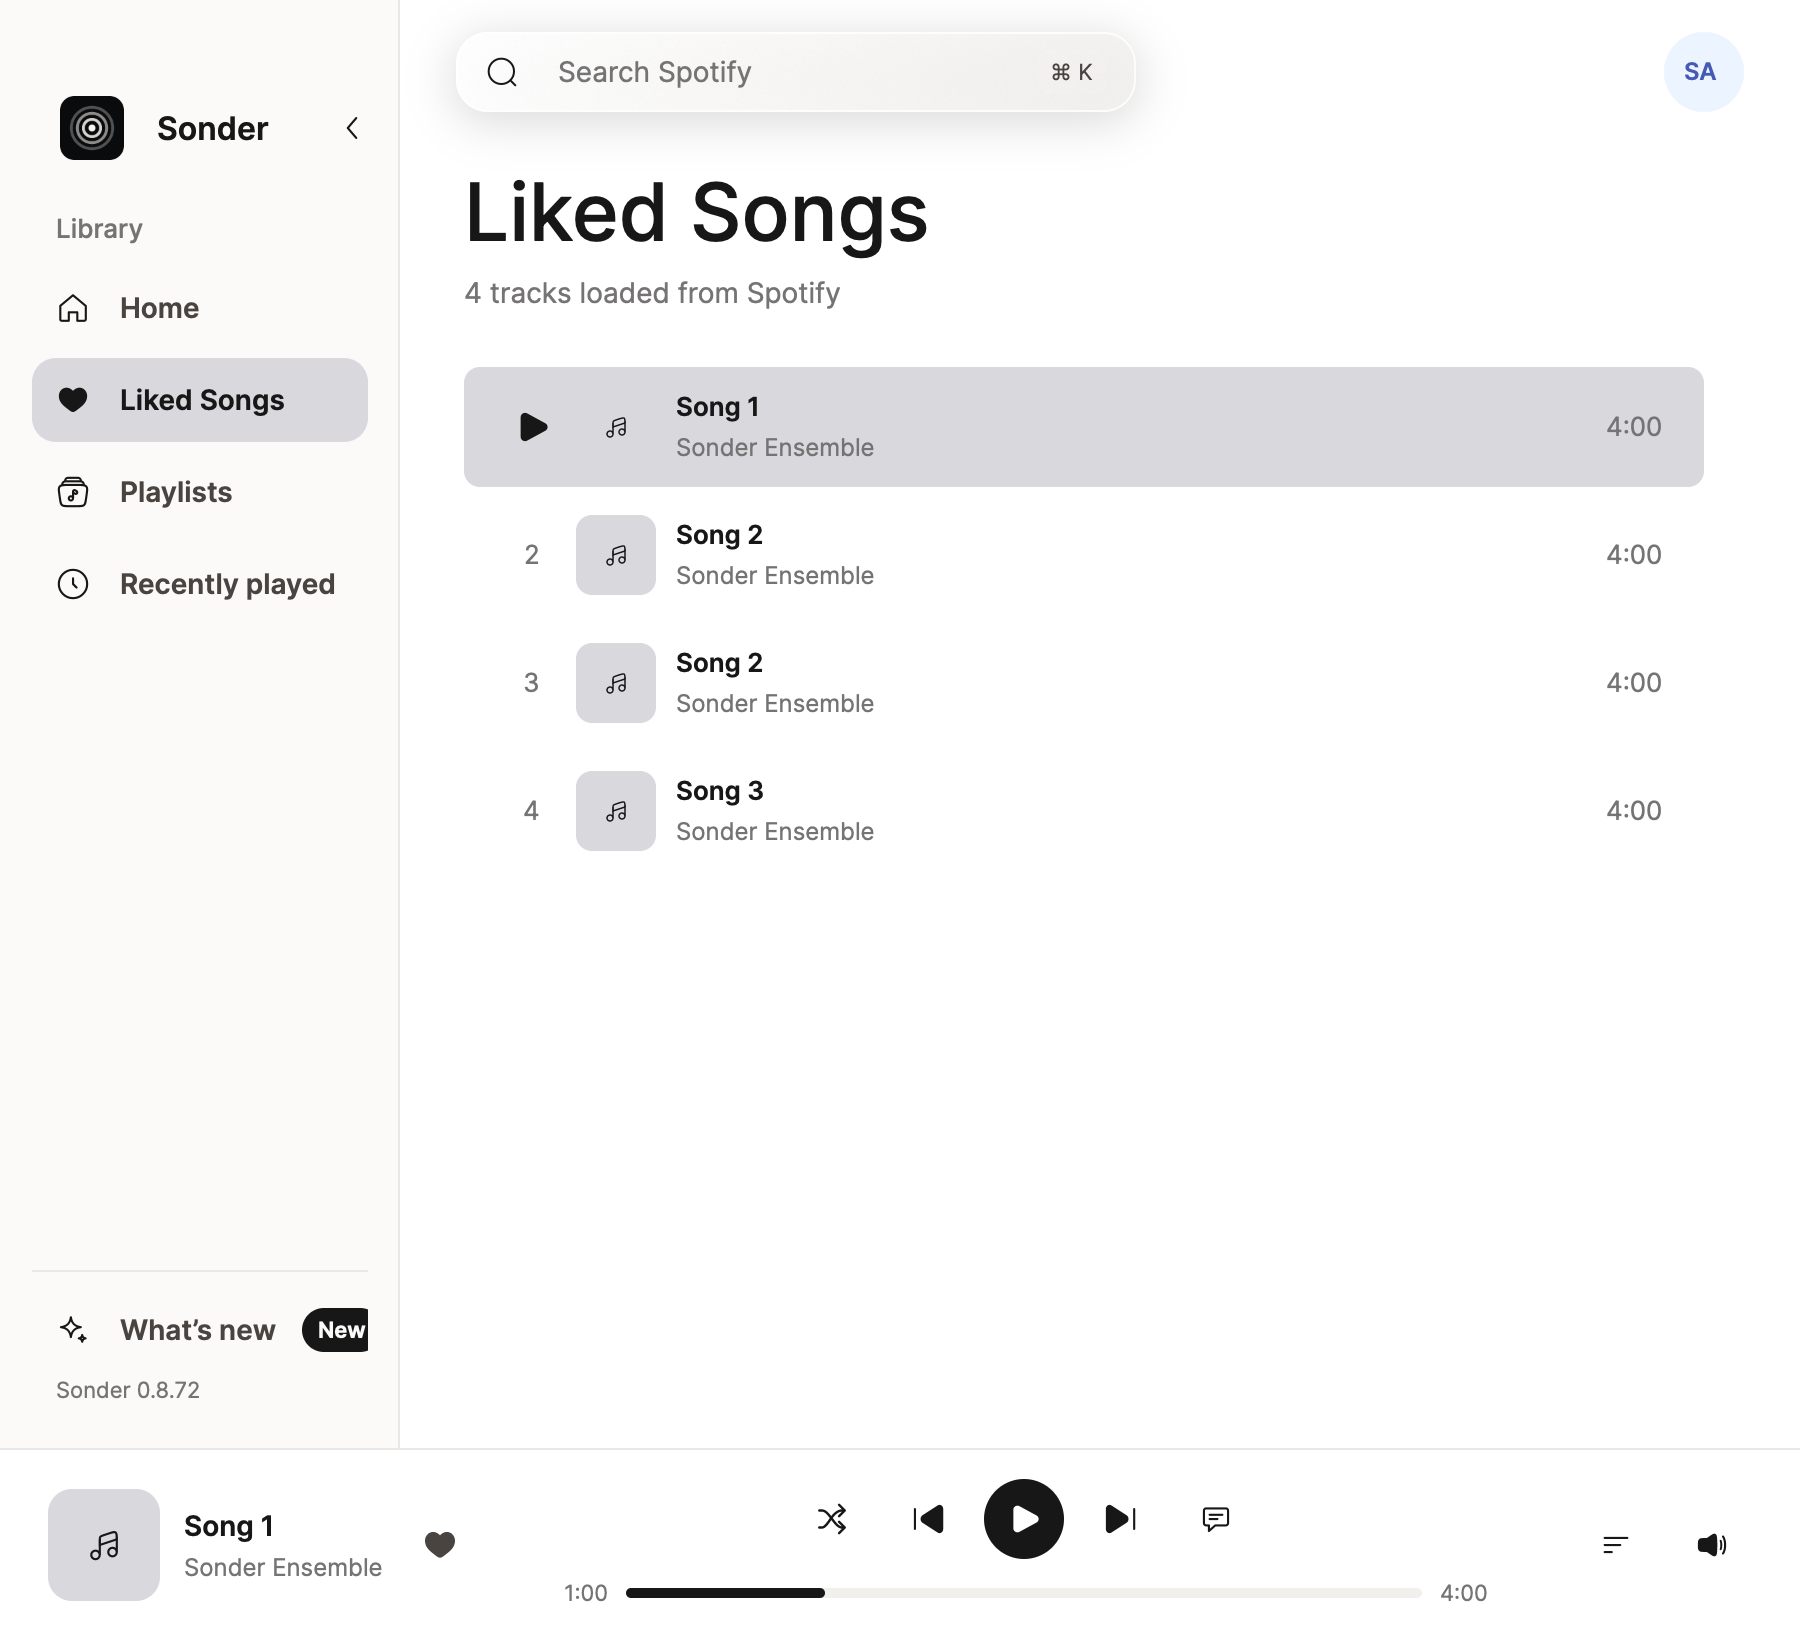 Sonder
Library
Home
Liked Songs
Playlists
Recently played
What’s new New
Sonder 0.8.72
Search Spotify ⌘ K
SA
Liked Songs
4 tracks loaded from Spotify
Song 1
Sonder Ensemble
4:00
2
Song 2
Sonder Ensemble
4:00
3
Song 2
Sonder Ensemble
4:00
4
Song 3
Sonder Ensemble
4:00
Song 1
Sonder Ensemble
1:00
4:00